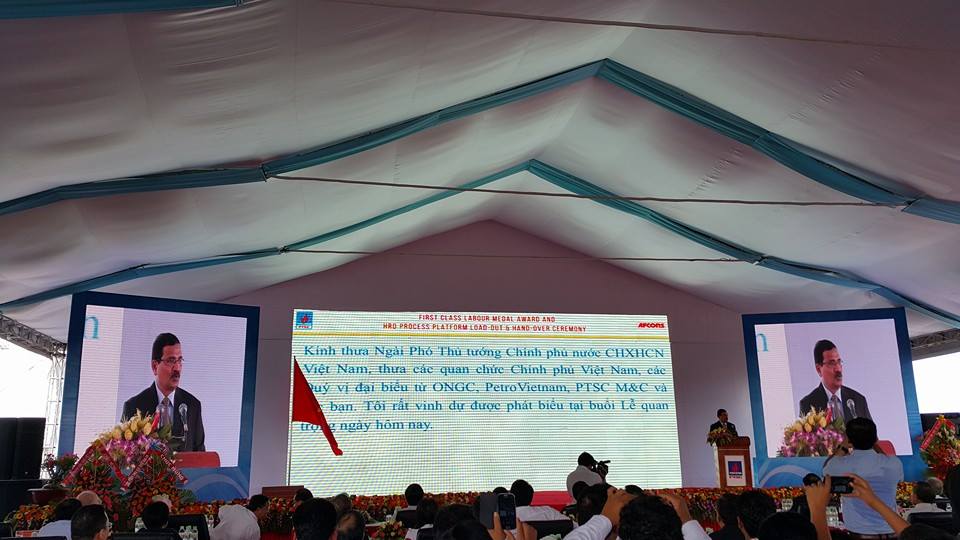 FIRST CLASS LABOUR MEDAL AWARD AND
HRD PROCESS PLATFORM LOAD-OUT & HAND-OVER CEREMONY
AFCONS
Kính thưa Ngài Phó Thủ tướng Chính phủ nước CHXHCN
Việt Nam, thưa các quan chức Chính phủ Việt Nam, các
Quý vị đại biểu từ ONGC, PetroVietnam, PTSC M&C và
bạn. Tôi rất vinh dự được phát biểu tại buổi Lễ quan
trọng ngày hôm nay.